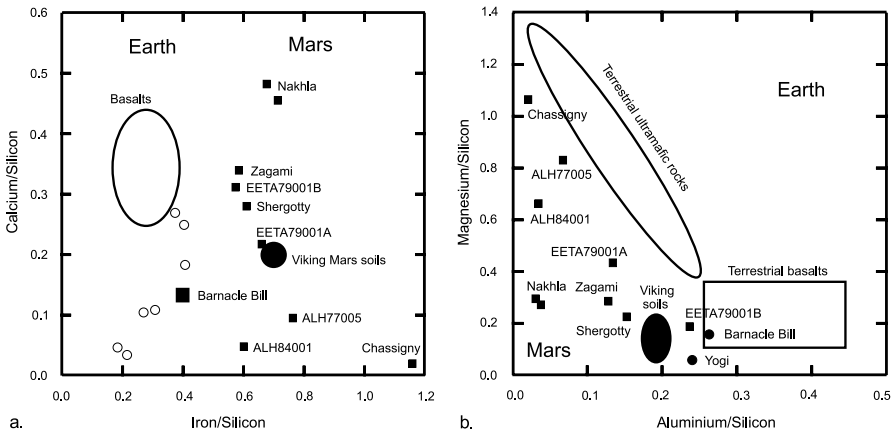 0.6
0.5
0.4
0.3
0.2
0.1
0.0
Calcium/Silicon
Earth
Mars
Basalts
Nakhla
Zagami
EETA79001B
Shergotty
EETA79001A
Viking Mars soils
Barnacle Bill
ALH77005
ALH84001
Chassigny
0.0 0.2 0.4 0.6 0.8 1.0 1.2
a.
Iron/Silicon
1.4
1.2
1.0
0.8
0.6
0.4
0.2
0.0
Magnesium/Silicon
Earth
Terrestrial ultramafic rocks
Chassigny
ALH77005
ALH84001
EETA79001A
Terrestrial basalts
Nakhla
Zagami
Viking
soils
EETA79001B
Shergotty
Barnacle Bill
Mars
Yogi
0.0 0.1 0.2 0.3 0.4 0.5
b.
Aluminium/Silicon